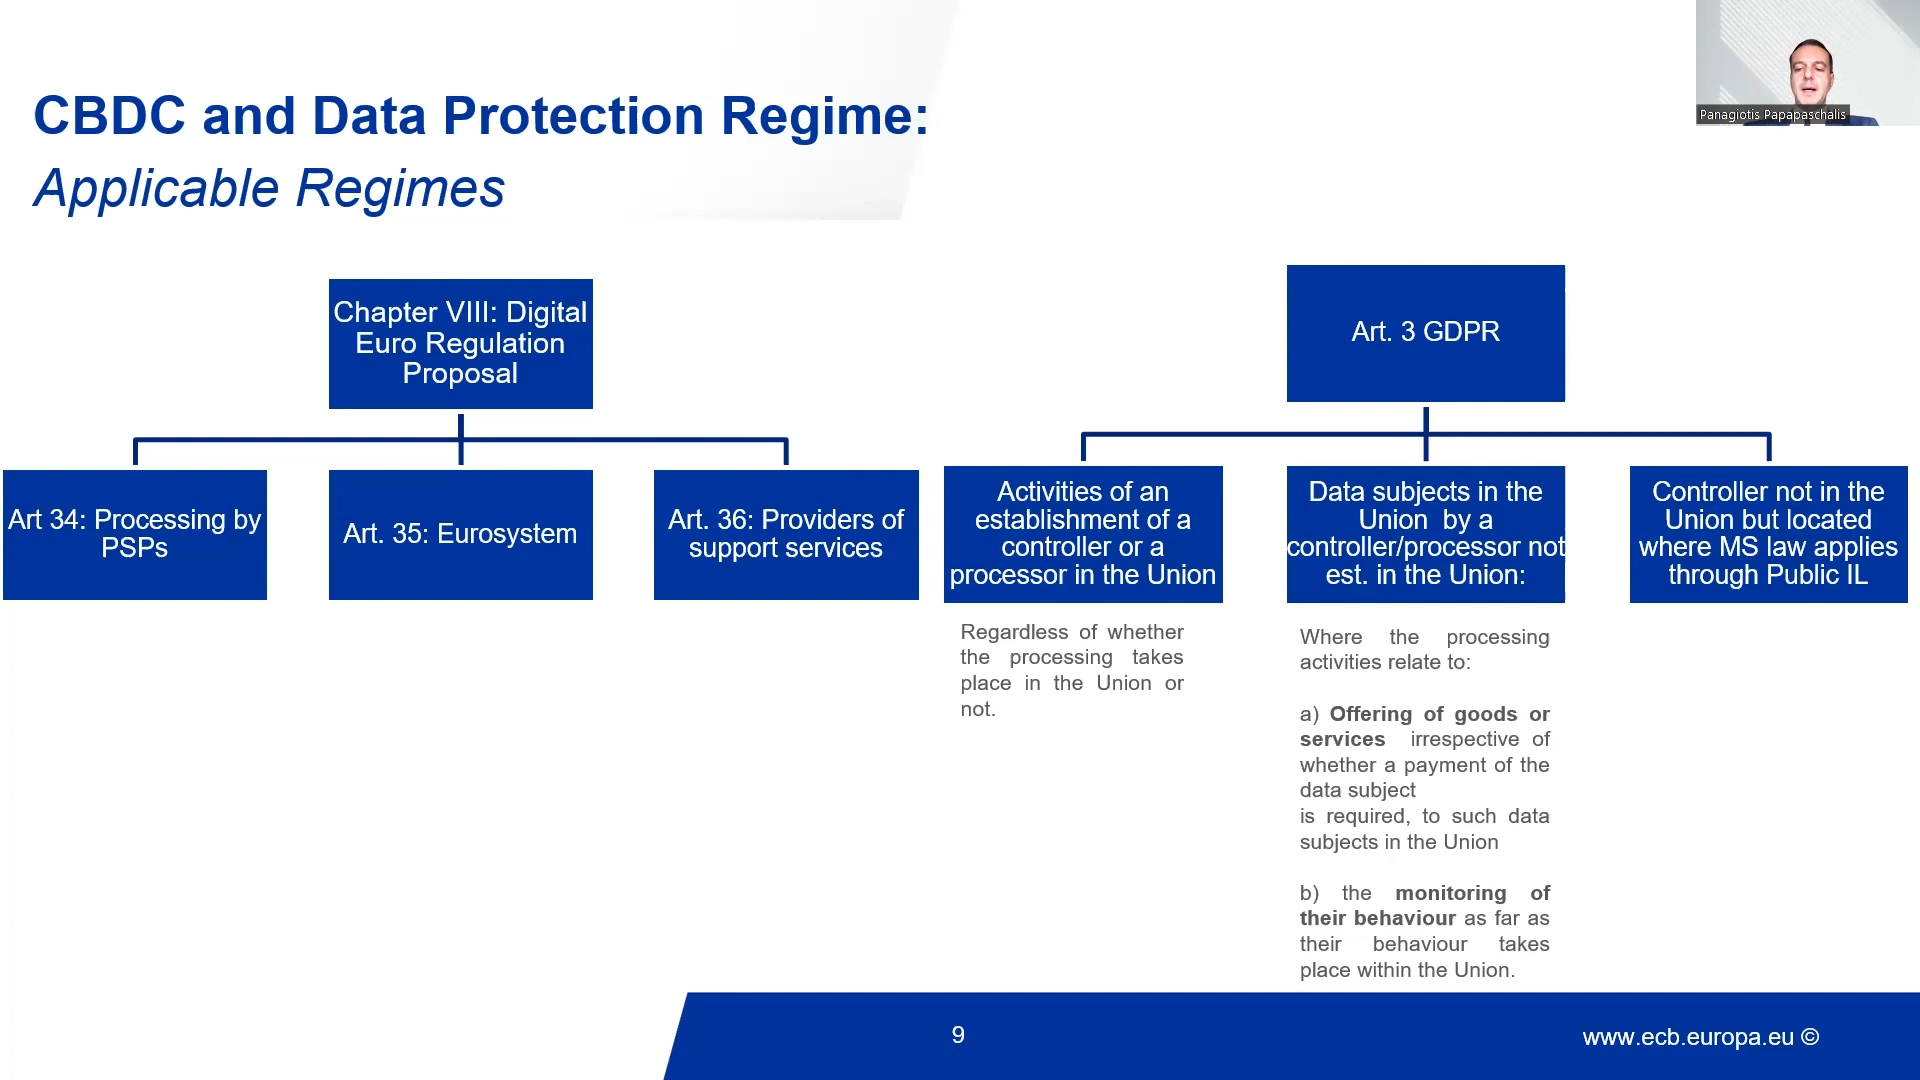 CBDC and Data Protection Regime:
Applicable Regimes
Panagiotis Papapaschalis
Chapter VIII: Digital
Euro Regulation
Proposal
Art 34: Processing by
PSPs
Art. 35: Eurosystem
Art. 36: Providers of
support services
Art. 3 GDPR
Activities of an
establishment of a
controller or a
processor in the Union
Regardless of whether
the processing takes
place in the Union or
not.
Data subjects in the
Union by a
controller/processor not
est. in the Union:
Where the processing
activities relate to:
a) Offering of goods or
services irrespective of
whether a payment of the
data subject
is required, to such data
subjects in the Union
b) the monitoring of
their behaviour as far as
their behaviour takes
place within the Union.
Controller not in the
Union but located
where MS law applies
through Public IL
9
www.ecb.europa.eu ©